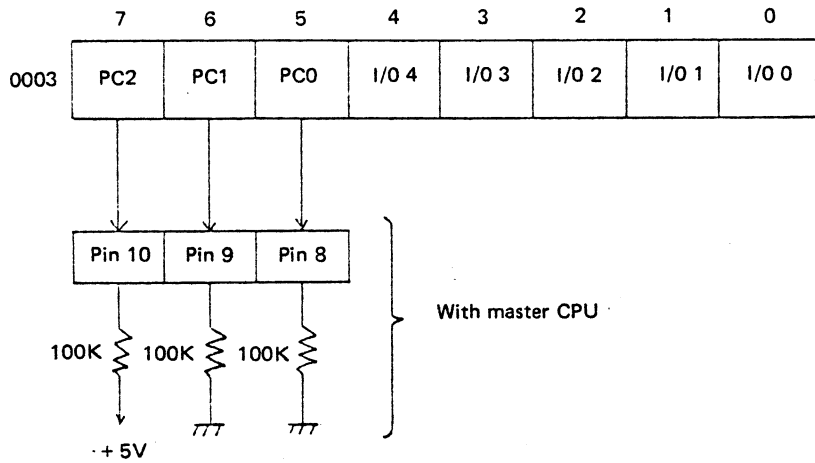 7 6 5 4 3 2 1 0
0003 PC2 PC1 PC0 I/O 4 I/O 3 I/O 2 I/O 1 I/O 0
Pin 10 Pin 9 Pin 8
With master CPU
100K 100K 100K
+ 5V